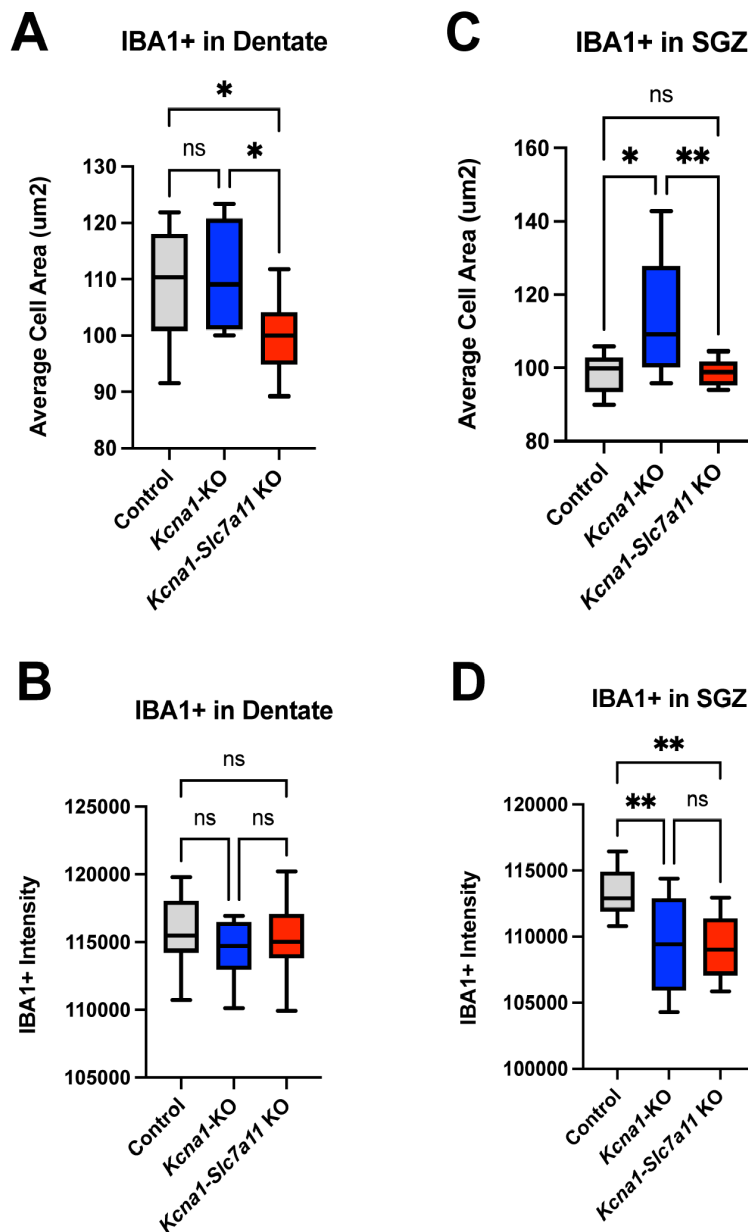 A
IBA1+ in Dentate
*
ns
*
Average Cell Area (um2)
130
120
110
100
90
80
Control
Kcna1-KO
Kcna1-Slc7a11 KO
C
IBA1+ in SGZ
ns
*
**
Average Cell Area (um2)
160
140
120
100
80
Control
Kcna1-KO
Kcna1-Slc7a11 KO
B
IBA1+ in Dentate
ns
ns
ns
IBA1+ Intensity
125000
120000
115000
110000
105000
Control
Kcna1-KO
Kcna1-Slc7a11 KO
D
IBA1+ in SGZ
**
**
ns
IBA1+ Intensity
120000
115000
110000
105000
100000
Control
Kcna1-KO
Kcna1-Slc7a11 KO